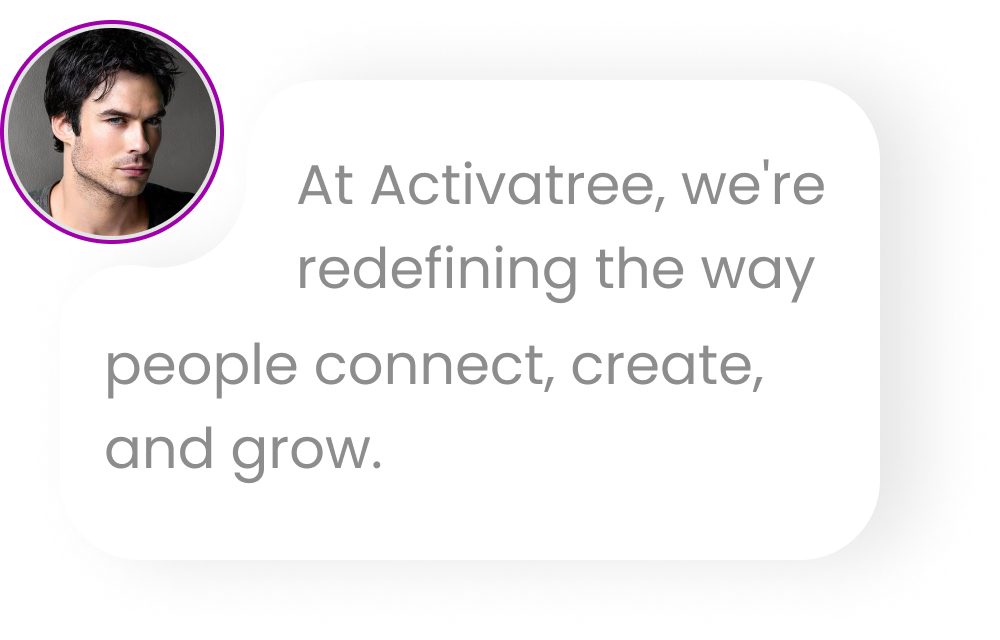 At Activatree, we're
redefining the way
people connect, create,
and grow.